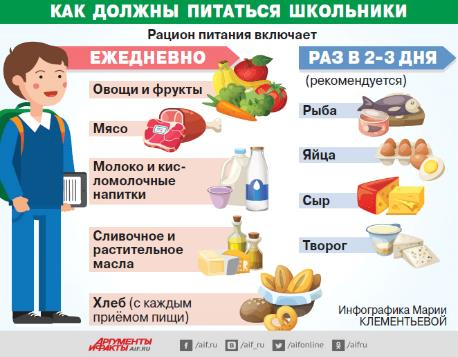 КАК ДОЛЖНЫ ПИТАТЬСЯ ШКОЛЬНИКИ
Рацион питания включает
ЕЖЕДНЕВНО
Овощи и фрукты
Мясо
Молоко и кис-
ломолочные
напитки
Сливочное и
растительное
масла
Хлеб (с каждым
приёмом пищи)
РАЗ В 2–3 ДНЯ
(рекомендуется)
Рыба
Яйца
Сыр
Творог
Инфографика Марии
КЛЕМЕНТЬЕВОЙ
АРГУМЕНТЫ
И ФАКТЫ AIF.RU
/aif.ru
/aif_ru
/aifonline
/aifru